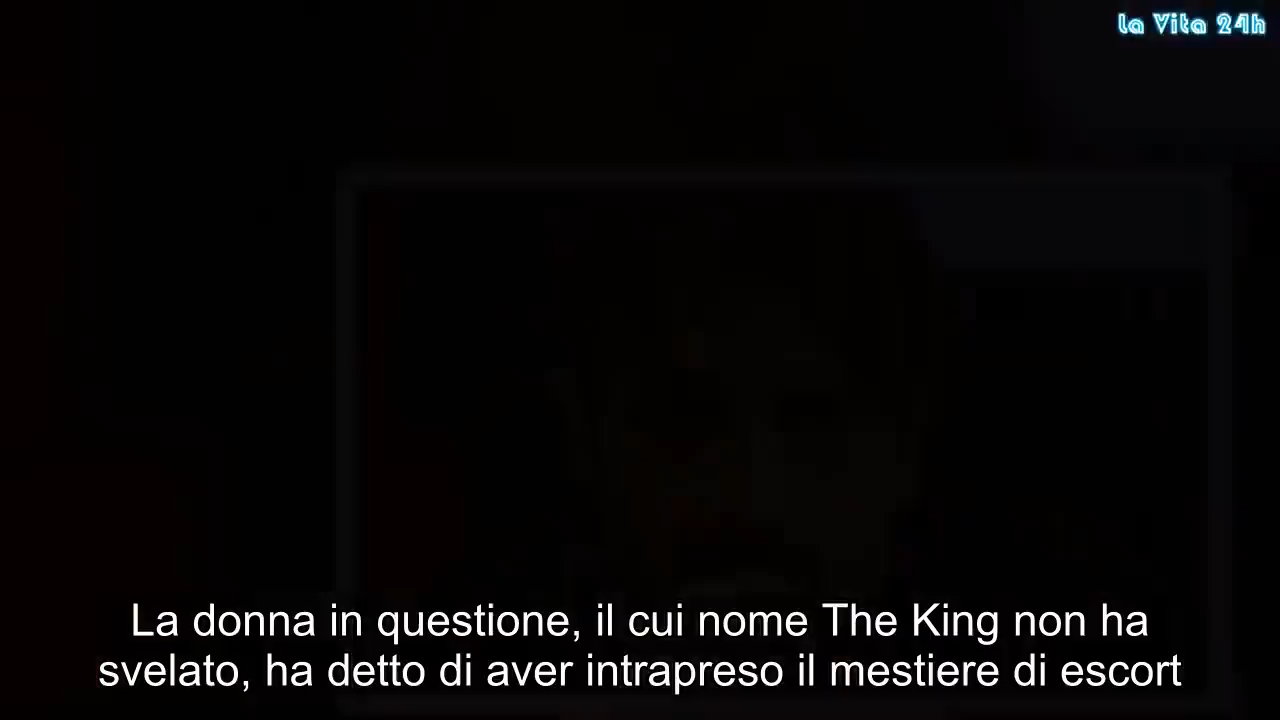 la Vita 24h
La donna in questione, il cui nome The King non ha
svelato, ha detto di aver intrapreso il mestiere di escort